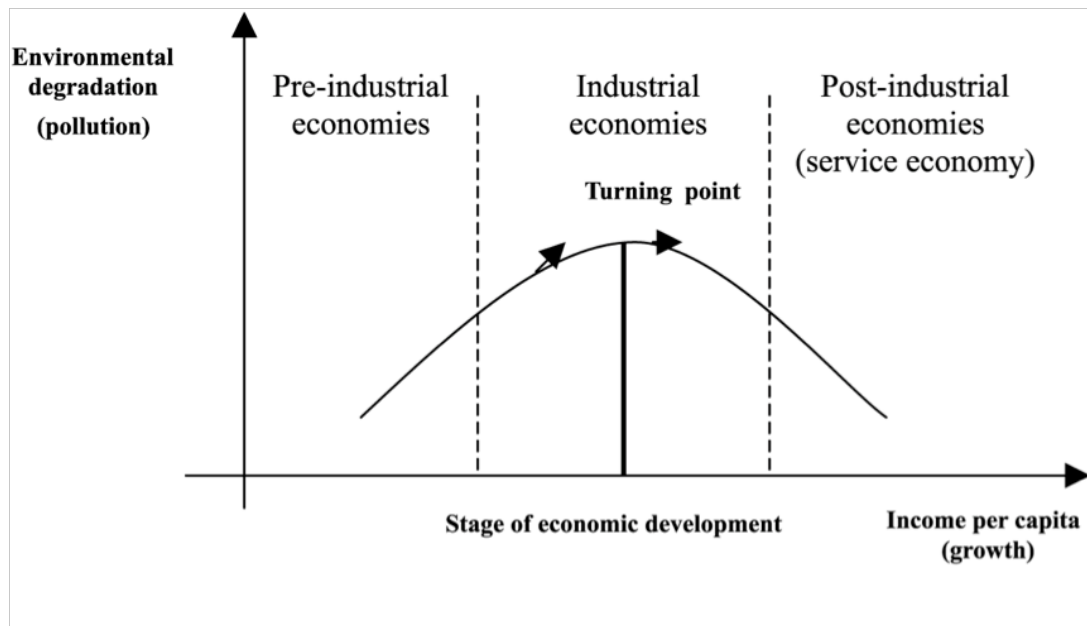 Environmental
degradation
(pollution)
Pre-industrial
economies
Industrial
economies
Post-industrial
economies
(service economy)
Turning point
Stage of economic development
Income per capita
(growth)